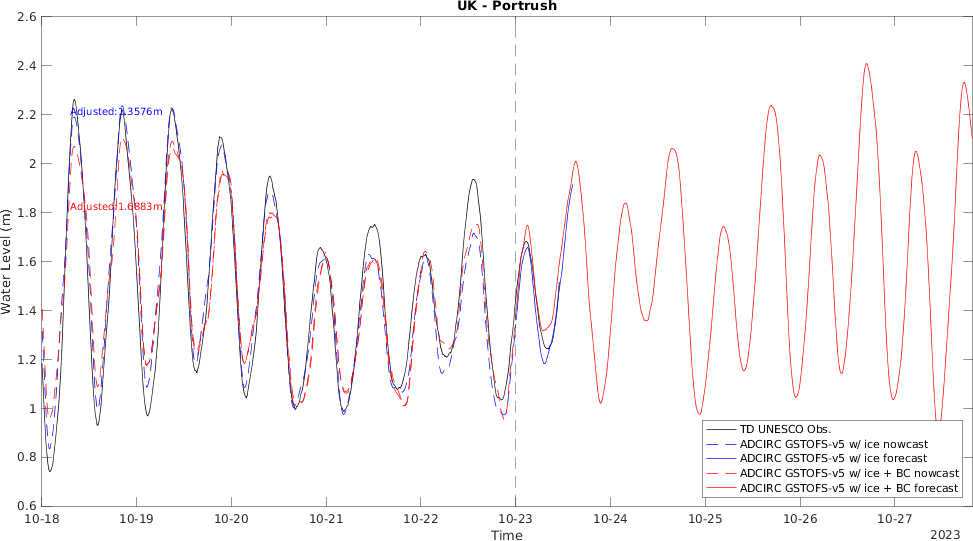 UK - Portrush
2.6
2.4
2.2
2
1.8
1.6
1.4
1.2
1
0.8
0.6
Water Level (m)
Adjusted:1.3576m
Adjusted:1.6883m
TD UNESCO Obs.
ADCIRC GSTOFS-v5 w/ ice nowcast
ADCIRC GSTOFS-v5 w/ ice forecast
ADCIRC GSTOFS-v5 w/ ice + BC nowcast
ADCIRC GSTOFS-v5 w/ ice + BC forecast
10-18 10-19 10-20 10-21 10-22 10-23 10-24 10-25 10-26 10-27
Time
2023